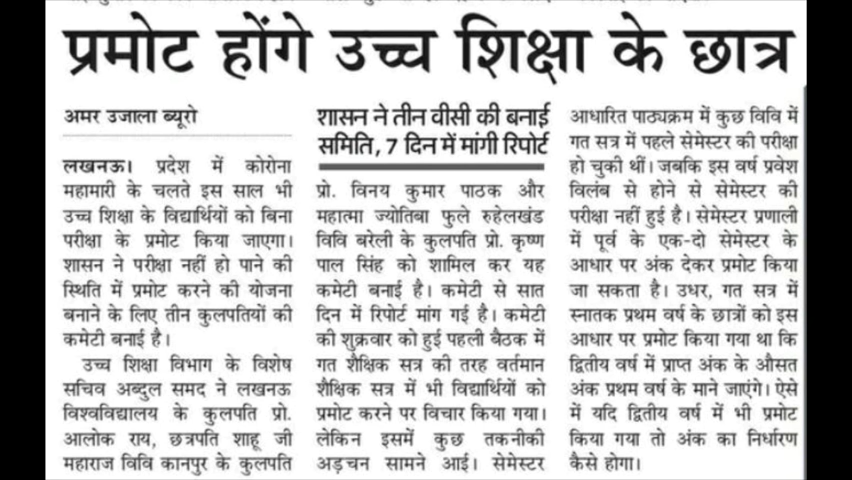 प्रमोट होंगे उच्च शिक्षा के छात्र
अमर उजाला ब्यूरो
लखनऊ। प्रदेश में कोरोना
महामारी के चलते इस साल भी
उच्च शिक्षा के विद्यार्थियों को बिना
परीक्षा के प्रमोट किया जाएगा।
शासन ने परीक्षा नहीं हो पाने की
स्थिति में प्रमोट करने की योजना
बनाने के लिए तीन कुलपतियों की
कमेटी बनाई है।
उच्च शिक्षा विभाग के विशेष
सचिव अब्दुल समद ने लखनऊ
विश्वविद्यालय के कुलपति प्रो.
आलोक राय, छत्रपति शाहू जी
महाराज विवि कानपुर के कुलपति
शासन ने तीन वीसी की बनाई
समिति, 7 दिन में मांगी रिपोर्ट
प्रो. विनय कुमार पाठक और
महात्मा ज्योतिबा फुले रुहेलखंड
विवि बरेली के कुलपति प्रो. कृष्ण
पाल सिंह को शामिल कर यह
कमेटी बनाई है। कमेटी से सात
दिन में रिपोर्ट मांग गई है। कमेटी
की शुक्रवार को हुई पहली बैठक में
गत शैक्षिक सत्र की तरह वर्तमान
शैक्षिक सत्र में भी विद्यार्थियों को
प्रमोट करने पर विचार किया गया।
लेकिन इसमें कुछ तकनीकी
अड़चन सामने आई। सेमेस्टर
आधारित पाठ्यक्रम में कुछ विवि में
गत सत्र में पहले सेमेस्टर की परीक्षा
हो चुकी थीं। जबकि इस वर्ष प्रवेश
विलंब से होने से सेमेस्टर की
परीक्षा नहीं हुई है। सेमेस्टर प्रणाली
में पूर्व के एक-दो सेमेस्टर के
आधार पर अंक देकर प्रमोट किया
जा सकता है। उधर, गत सत्र में
स्नातक प्रथम वर्ष के छात्रों को इस
आधार पर प्रमोट किया गया था कि
द्वितीय वर्ष में प्राप्त अंक के औसत
अंक प्रथम वर्ष के माने जाएंगे। ऐसे
में यदि द्वितीय वर्ष में भी प्रमोट
किया गया तो अंक का निर्धारण
कैसे होगा।